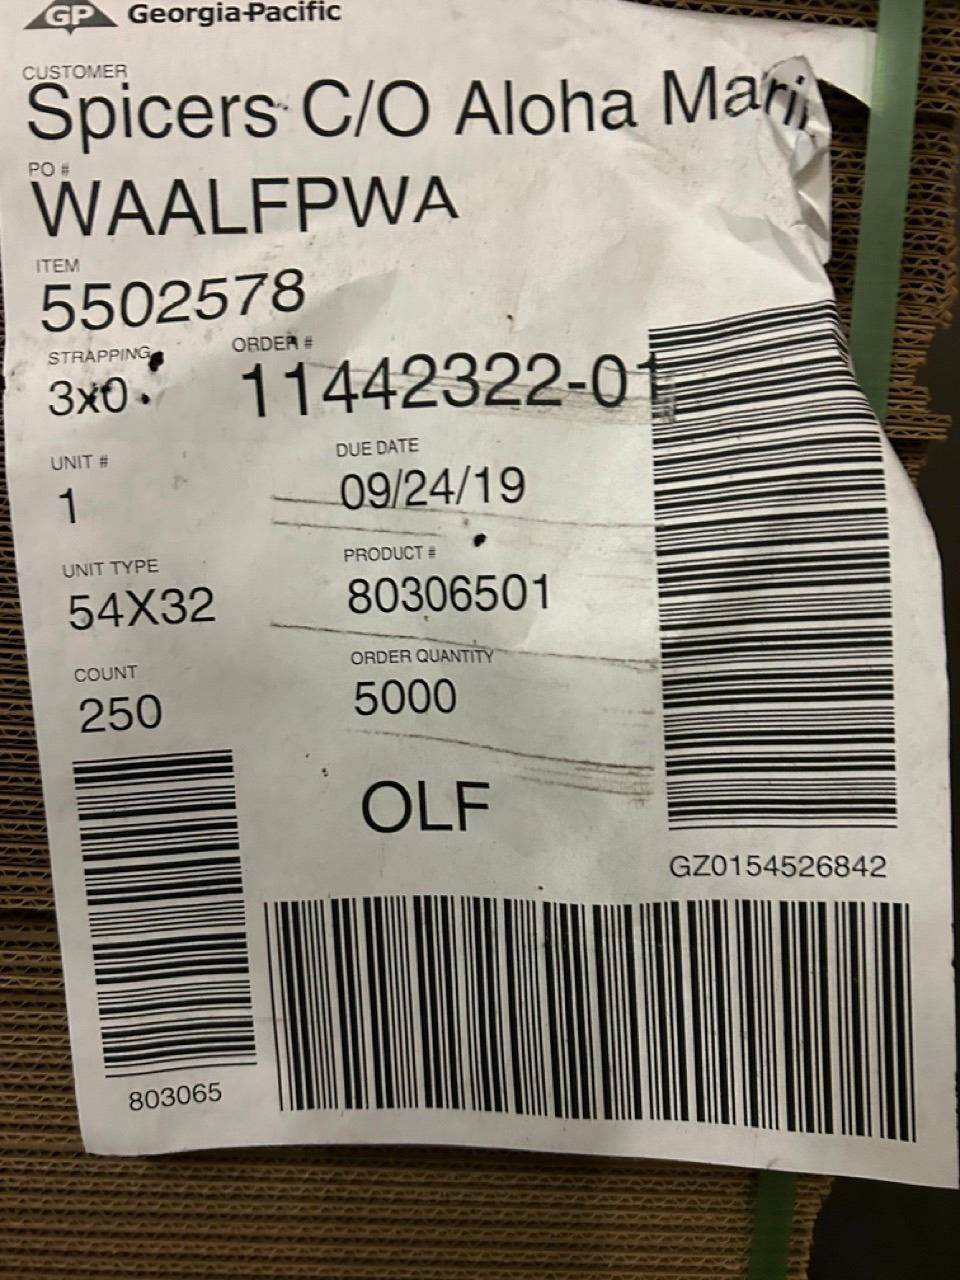 GP Georgia-Pacific
CUSTOMER
Spicers C/O Aloha Mari
PO #
WAALFPWA
ITEM
5502578
STRAPPING ORDER #
3x0 11442322-01
UNIT # DUE DATE
1 09/24/19
UNIT TYPE PRODUCT #
54X32 80306501
COUNT ORDER QUANTITY
250 5000
OLF
GZ0154526842
803065